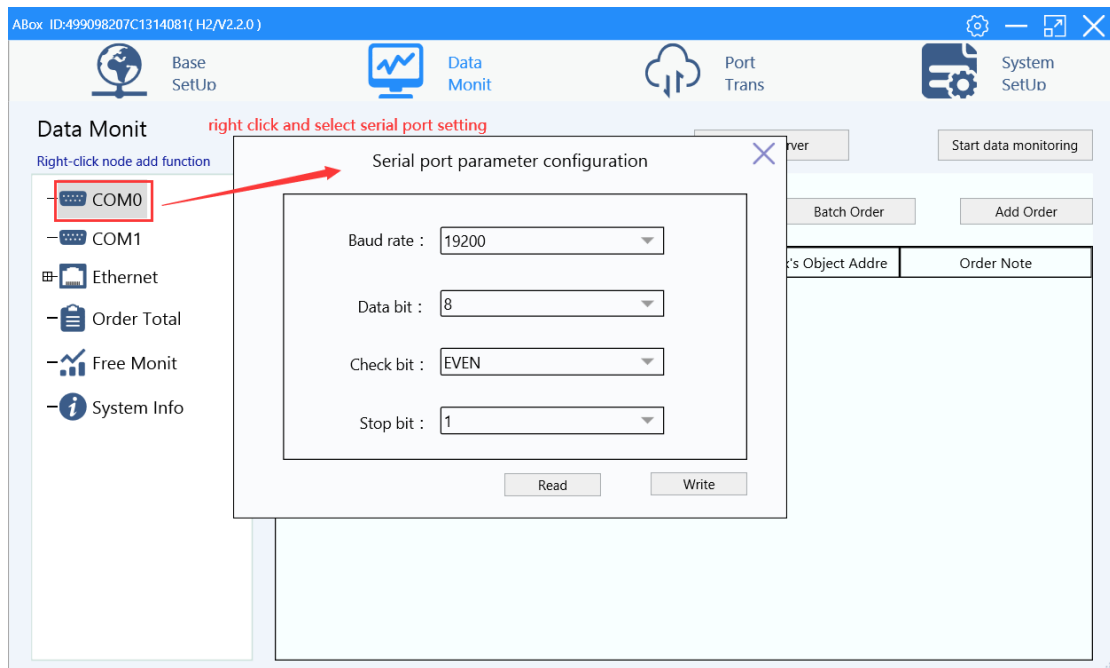 ABox ID:499098207C1314081( H2/V2.2.0 )
Base
SetUp
Data
Monit
Port
Trans
System
SetUp
Data Monit
right click and select serial port setting
Right-click node add function
Start data monitoring
COM0
COM1
Ethernet
Order Total
Free Monit
System Info
Serial port parameter configuration
Baud rate : 19200
Data bit : 8
Check bit : EVEN
Stop bit : 1
Read
Write
Batch Order
Add Order
's Object Addre
Order Note